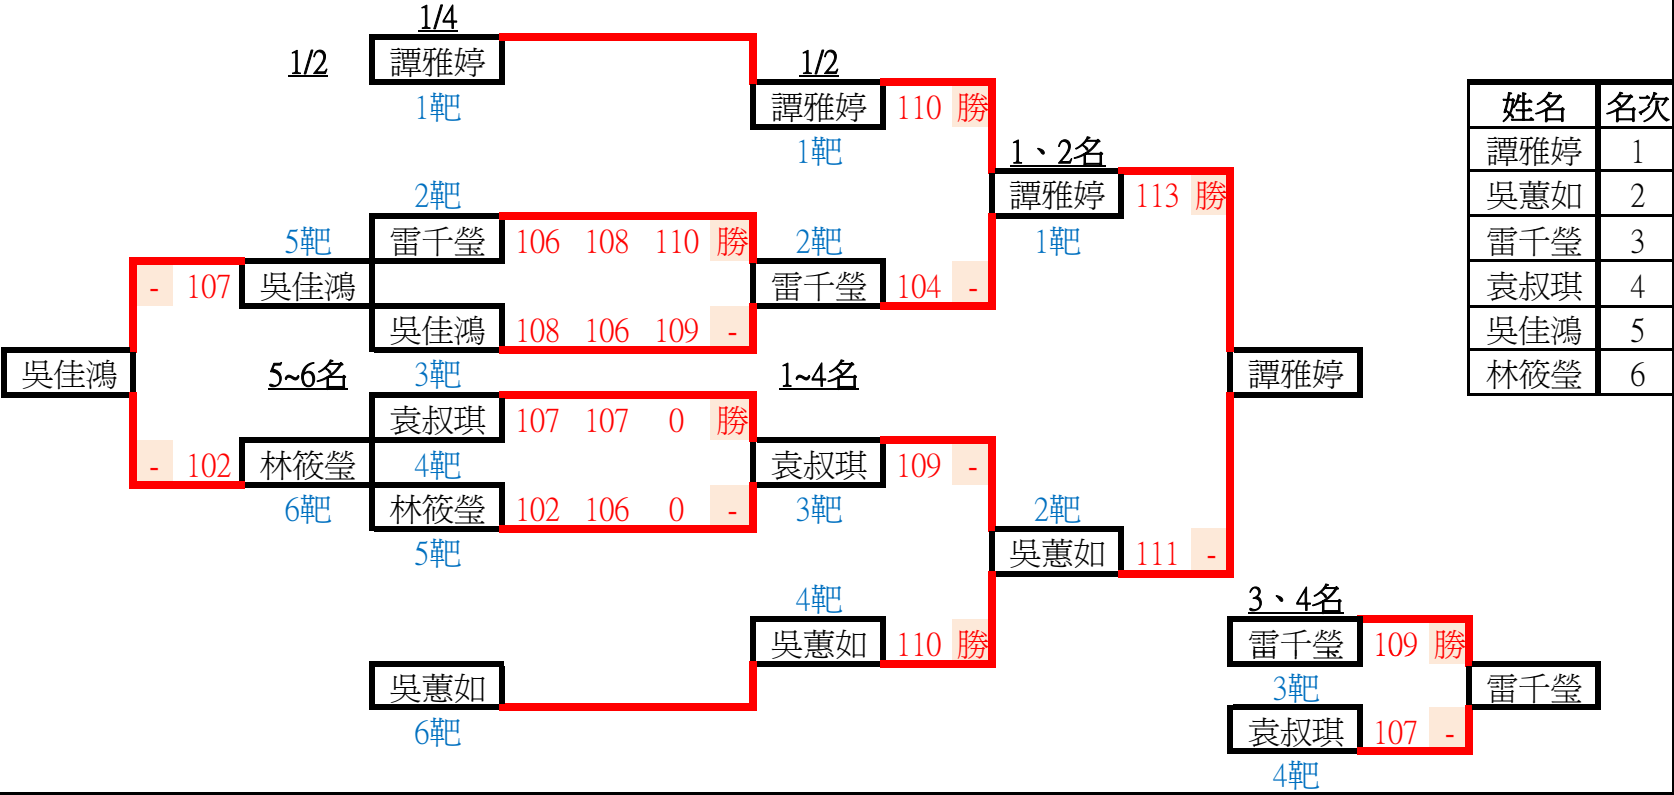 1/4
1/2 譚雅婷 1/2
1靶 譚雅婷 110 勝 姓名 名次
1靶 1、2名 譚雅婷 1
2靶 譚雅婷 113 勝 吳蕙如 2
5靶 雷千瑩 106 108 110 勝 2靶 1靶 雷千瑩 3
- 107 吳佳鴻 雷千瑩 104 - 袁叔琪 4
吳佳鴻 108 106 109 - 吳佳鴻 5
吳佳鴻 5~6名 3靶 1~4名 譚雅婷 林筱瑩 6
袁叔琪 107 107 0 勝
- 102 林筱瑩 4靶 袁叔琪 109 -
6靶 林筱瑩 102 106 0 - 3靶 2靶
5靶 吳蕙如 111 -
4靶 3、4名
吳蕙如 110 勝 雷千瑩 109 勝
吳蕙如 3靶 雷千瑩
6靶 袁叔琪 107 -
4靶